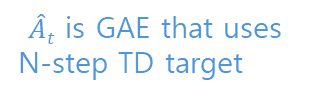 Â_t is GAE that uses
N-step TD target